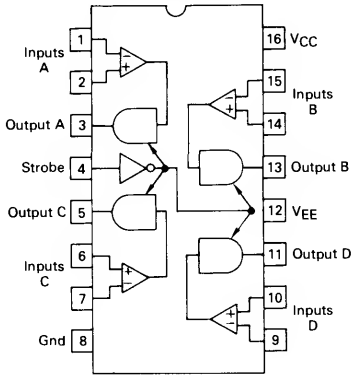 1
Inputs
A
2
Output A 3
Strobe 4
Output C 5
6
Inputs
C
7
Gnd 8
16 VCC
15
Inputs
B
14
13 Output B
12 VEE
11 Output D
10
Inputs
D
9
− +
− +
+ −
+ −